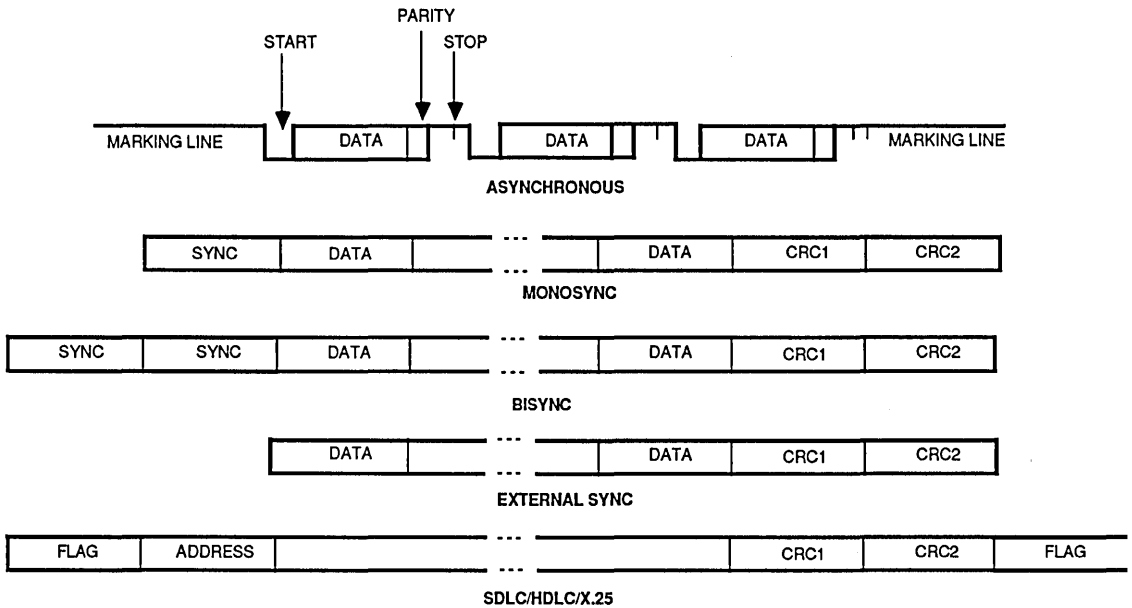 PARITY
START STOP
MARKING LINE DATA DATA DATA MARKING LINE
ASYNCHRONOUS
SYNC DATA DATA CRC1 CRC2
MONOSYNC
SYNC SYNC DATA DATA CRC1 CRC2
BISYNC
DATA DATA CRC1 CRC2
EXTERNAL SYNC
FLAG ADDRESS CRC1 CRC2 FLAG
SDLC/HDLC/X.25